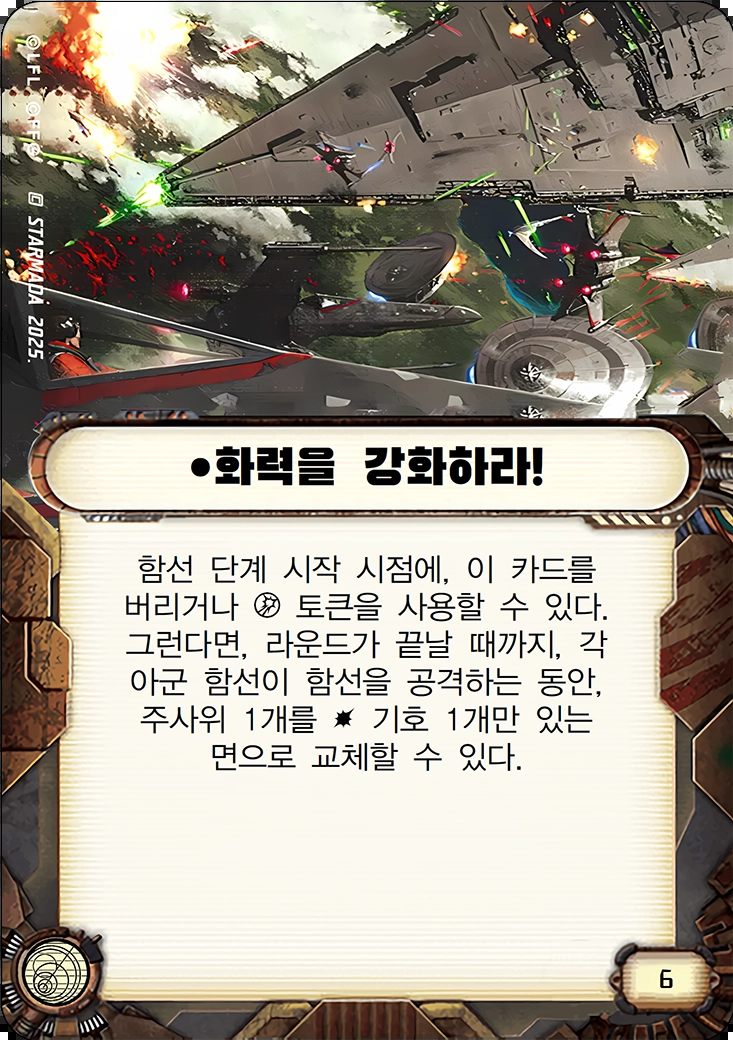 ©LFL ©FFG © STARMADA 2025.
•화력을 강화하라!
함선 단계 시작 시점에, 이 카드를
버리거나 토큰을 사용할 수 있다.
그런다면, 라운드가 끝날 때까지, 각
아군 함선이 함선을 공격하는 동안,
주사위 1개를 기호 1개만 있는
면으로 교체할 수 있다.
6